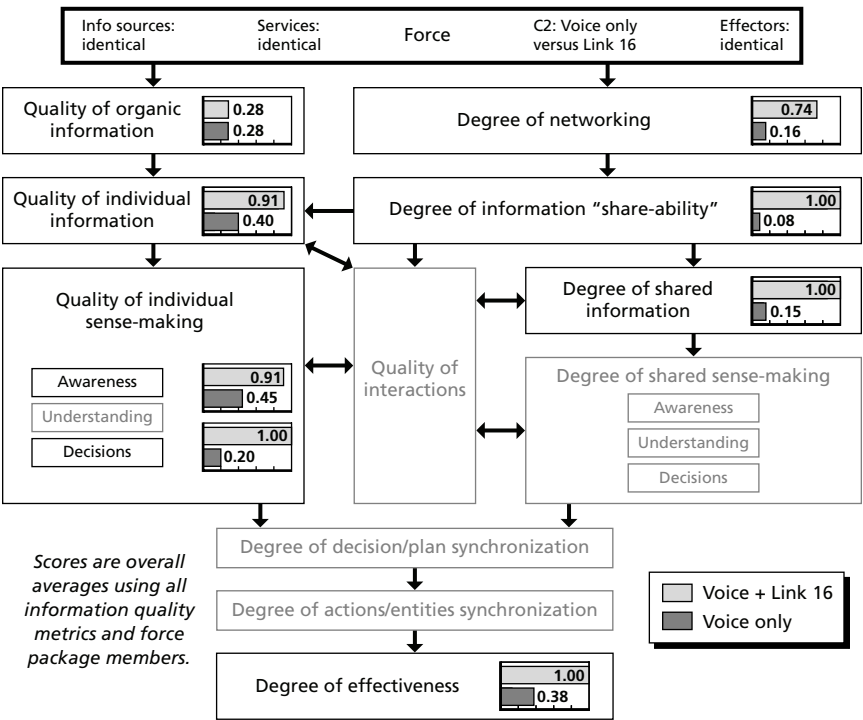 Info sources:
identical
Services:
identical
Force
C2: Voice only
versus Link 16
Effectors:
identical
Quality of organic
information
0.28
0.28
Degree of networking
0.74
0.16
Quality of individual
information
0.91
0.40
Degree of information “share-ability”
1.00
0.08
Quality of individual
sense-making
Awareness
0.91
0.45
Understanding
Decisions
1.00
0.20
Quality of
interactions
Degree of shared
information
1.00
0.15
Degree of shared sense-making
Awareness
Understanding
Decisions
Degree of decision/plan synchronization
Degree of actions/entities synchronization
Degree of effectiveness
1.00
0.38
Scores are overall
averages using all
information quality
metrics and force
package members.
Voice + Link 16
Voice only